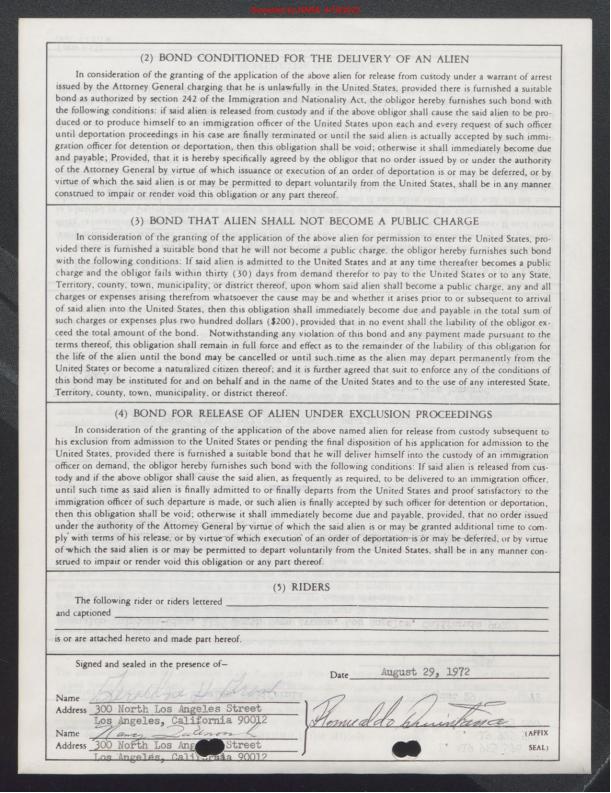 (2) BOND CONDITIONED FOR THE DELIVERY OF AN ALIEN
In consideration of the granting of the application of the above alien for release from custody under a warrant of arrest
issued by the Attorney General charging that he is unlawfully in the United States, provided there is furnished a suitable
bond as authorized by section 242 of the Immigration and Nationality Act, the obligor hereby furnishes such bond with
the following conditions: if said alien is released from custody and if the above obligor shall cause the said alien to be pro-
duced or to produce himself to an immigration officer of the United States upon each and every request of such officer
until deportation proceedings in his case are finally terminated or until the said alien is actually accepted by such immi-
gration officer for detention or deportation, then this obligation shall be void; otherwise it shall immediately become due
and payable; Provided, that it is hereby specifically agreed by the obligor that no order issued by or under the authority
of the Attorney General by virtue of which issuance or execution of an order of deportation is or may be deferred, or by
virtue of which the said alien is or may be permitted to depart voluntarily from the United States, shall be in any manner
construed to impair or render void this obligation or any part thereof.
(3) BOND THAT ALIEN SHALL NOT BECOME A PUBLIC CHARGE
In consideration of the granting of the application of the above alien for permission to enter the United States, pro-
vided there is furnished a suitable bond that he will not become a public charge, the obligor hereby furnishes such bond
with the following conditions: If said alien is admitted to the United States and at any time thereafter becomes a public
charge and the obligor fails within thirty (30) days from demand therefor to pay to the United States or to any State,
Territory, county, town, municipality, or district thereof, upon whom said alien shall become a public charge, any and all
charges or expenses arising therefrom whatsoever the cause may be and whether it arises prior to or subsequent to arrival
of said alien into the United States, then this obligation shall immediately become due and payable in the total sum of
such charges or expenses plus two hundred dollars ($200), provided that in no event shall the liability of the obligor ex-
ceed the total amount of the bond. Notwithstanding any violation of this bond and any payment made pursuant to the
terms thereof, this obligation shall remain in full force and effect as to the remainder of the liability of this obligation for
the life of the alien until the bond may be cancelled or until such time as the alien may depart permanently from the
United States or become a naturalized citizen thereof; and it is further agreed that suit to enforce any of the conditions of
this bond may be instituted for and on behalf and in the name of the United States and to the use of any interested State,
Territory, county, town, municipality, or district thereof.
(4) BOND FOR RELEASE OF ALIEN UNDER EXCLUSION PROCEEDINGS
In consideration of the granting of the application of the above named alien for release from custody subsequent to
his exclusion from admission to the United States or pending the final disposition of his application for admission to the
United States, provided there is furnished a suitable bond that he will deliver himself into the custody of an immigration
officer on demand, the obligor hereby furnishes such bond with the following conditions: If said alien is released from cus-
tody and if the above obligor shall cause the said alien, as frequently as required, to be delivered to an immigration officer,
until such time as said alien is finally admitted to or finally departs from the United States and proof satisfactory to the
immigration officer of such departure is made, or such alien is finally accepted by such officer for detention or deportation,
then this obligation shall be void; otherwise it shall immediately become due and payable, provided, that no order issued
under the authority of the Attorney General by virtue of which the said alien is or may be granted additional time to com-
ply with terms of his release, or by virtue of which execution of an order of deportation is or may be deferred, or by virtue
of which the said alien is or may be permitted to depart voluntarily from the United States, shall be in any manner con-
strued to impair or render void this obligation or any part thereof.
(5) RIDERS
The following rider or riders lettered
and captioned
is or are attached hereto and made part hereof.
Signed and sealed in the presence of—
Date August 29, 1972
Name
Address 300 North Los Angeles Street
Los Angeles, California 90012
Romualdo Quintana
Name Nancy
(AFFIX
Address 300 North Los Ang Street
SEAL)
Los Angeles, Calif 90012